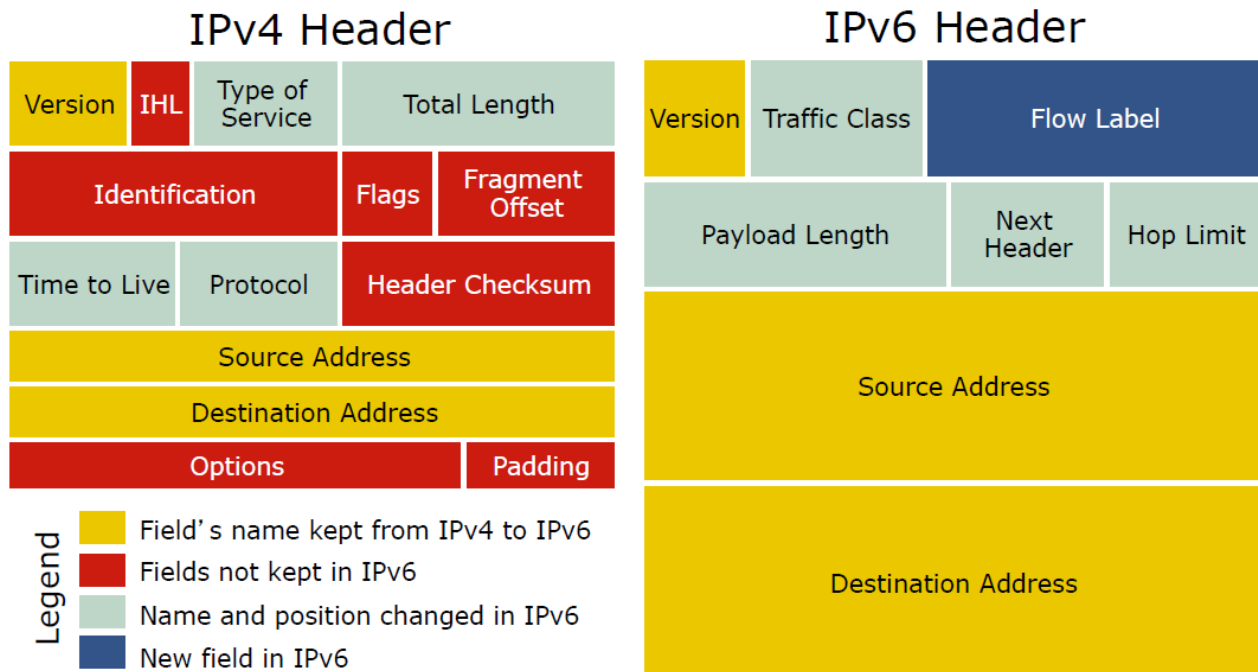 IPv4 Header
Version
IHL
Type of
Service
Total Length
Identification
Flags
Fragment
Offset
Time to Live
Protocol
Header Checksum
Source Address
Destination Address
Options
Padding
Legend
Field's name kept from IPv4 to IPv6
Fields not kept in IPv6
Name and position changed in IPv6
New field in IPv6
IPv6 Header
Version
Traffic Class
Flow Label
Payload Length
Next
Header
Hop Limit
Source Address
Destination Address